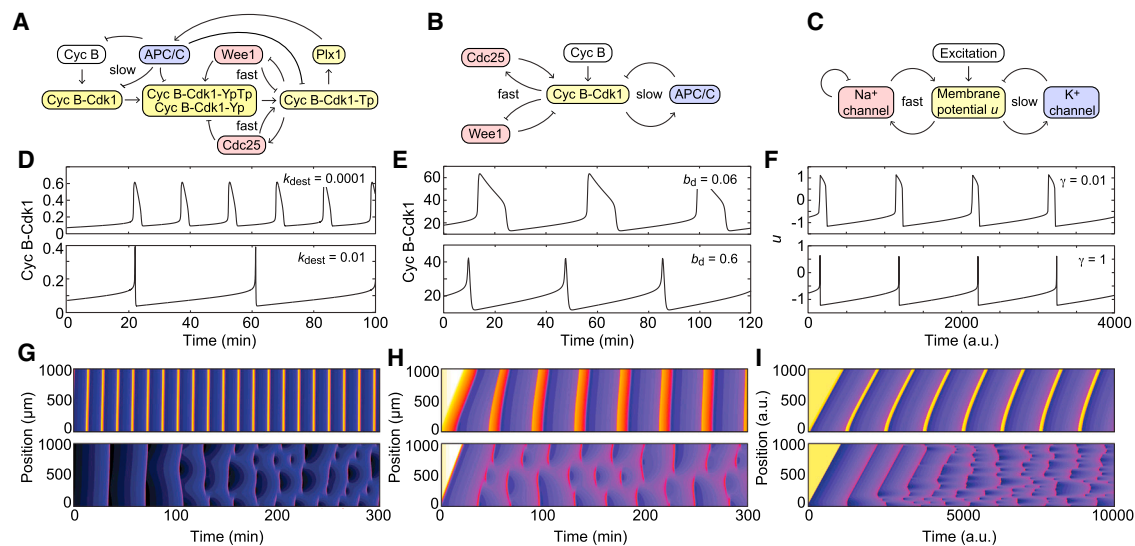 A
Cyc B
APC/C
Wee1
Plx1
slow
fast
Cyc B-Cdk1
Cyc B-Cdk1-YpTp
Cyc B-Cdk1-Yp
Cyc B-Cdk1-Tp
fast
Cdc25
B
Cdc25
Cyc B
Cyc B-Cdk1
slow
APC/C
fast
Wee1
C
Excitation
Na+
channel
fast
Membrane
potential u
slow
K+
channel
D
Cyc B-Cdk1
0.6
0.4
0.2
0
kdest = 0.0001
0.4
0.2
0
kdest = 0.01
0 20 40 60 80 100
Time (min)
E
Cyc B-Cdk1
60
40
20
bd = 0.06
40
20
bd = 0.6
0 20 40 60 80 100 120
Time (min)
F
u
1
0
-1
γ = 0.01
1
0
-1
γ = 1
0 2000 4000
Time (a.u.)
G
Position (µm)
1000
500
0
1000
500
0
0 100 200 300
Time (min)
H
Position (µm)
1000
500
0
1000
500
0
0 100 200 300
Time (min)
I
Position (a.u.)
1000
500
0
1000
500
0
0 5000 10000
Time (a.u.)